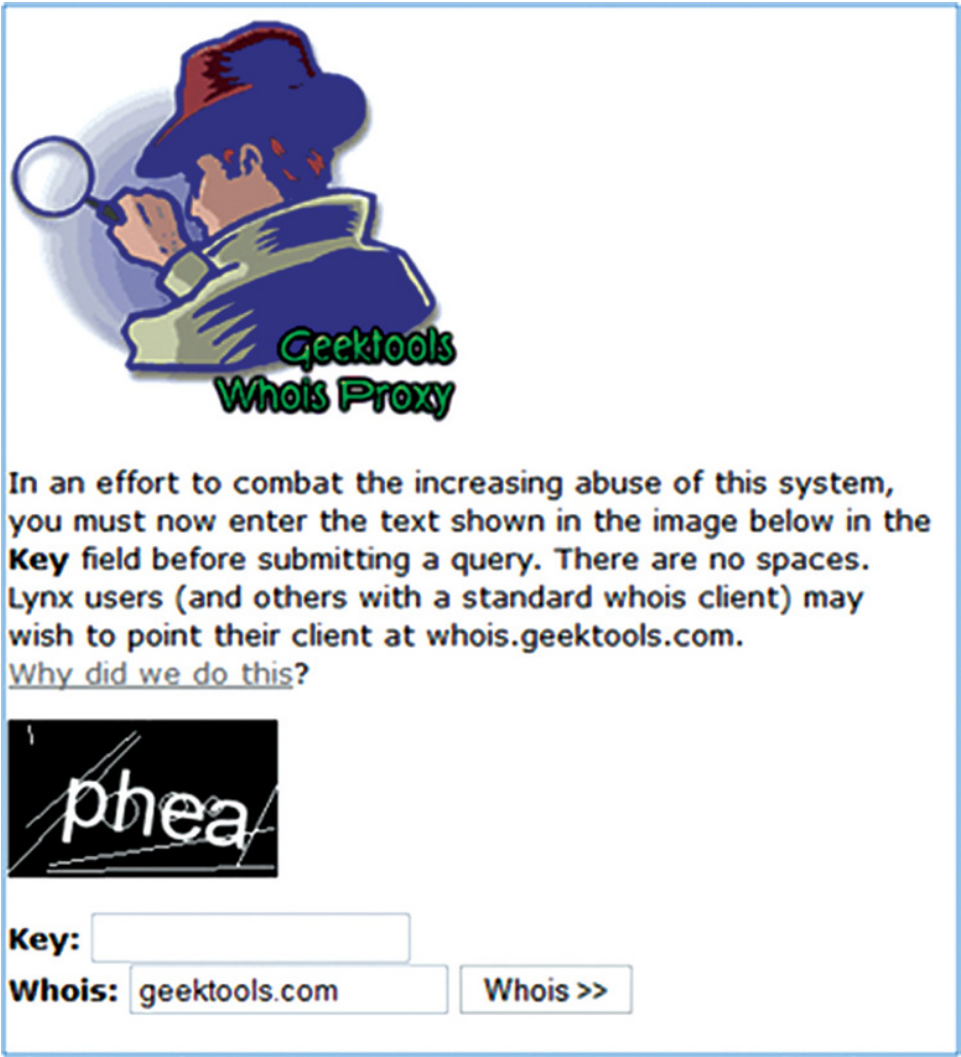 Geektools
Whois Proxy
In an effort to combat the increasing abuse of this system,
you must now enter the text shown in the image below in the
Key field before submitting a query. There are no spaces.
Lynx users (and others with a standard whois client) may
wish to point their client at whois.geektools.com.
Why did we do this?
phea
Key:
Whois: geektools.com Whois >>